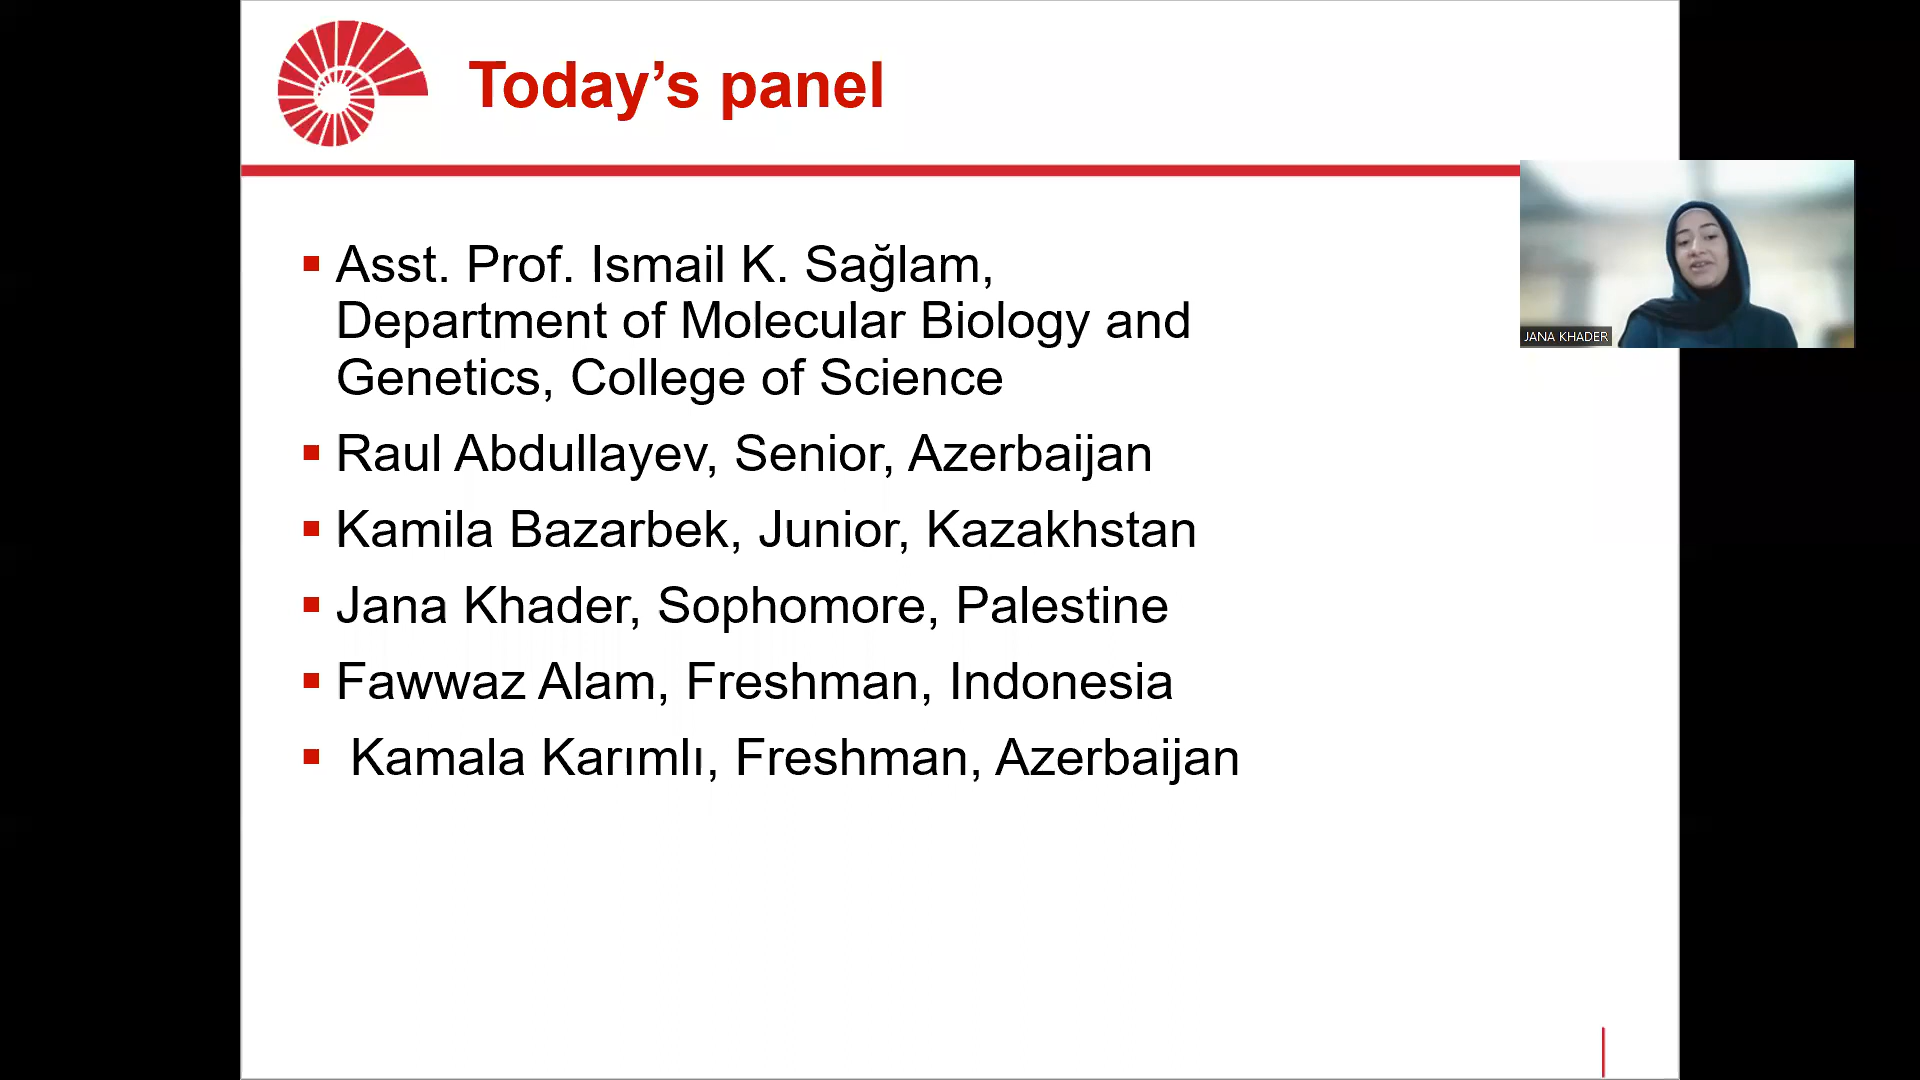 Today’s panel
Asst. Prof. Ismail K. Sağlam,
Department of Molecular Biology and
Genetics, College of Science
Raul Abdullayev, Senior, Azerbaijan
Kamila Bazarbek, Junior, Kazakhstan
Jana Khader, Sophomore, Palestine
Fawwaz Alam, Freshman, Indonesia
Kamala Karımlı, Freshman, Azerbaijan
JANA KHADER